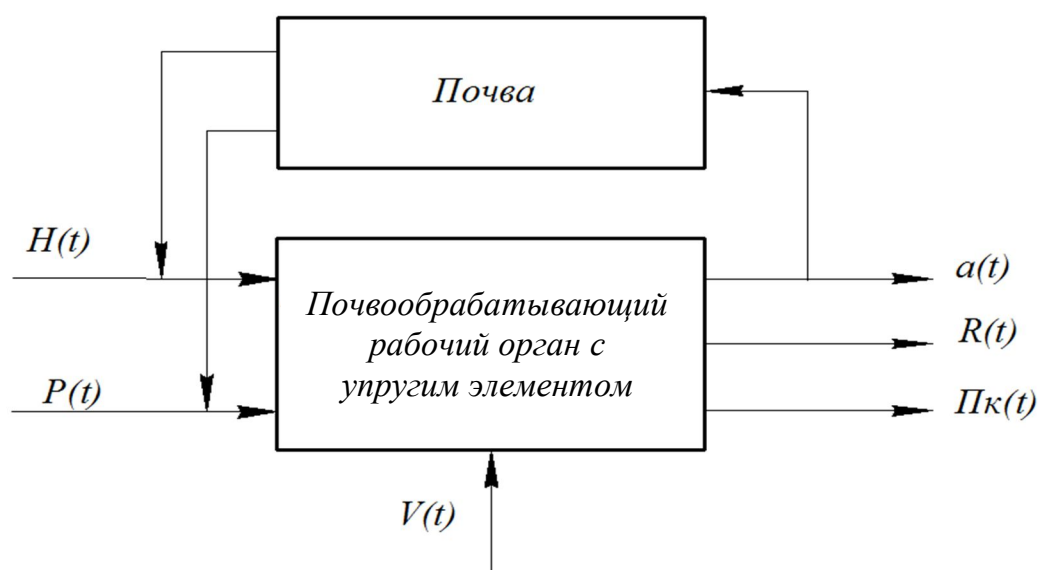 Почва
H(t)
P(t)
Почвообрабатывающий
рабочий орган с
упругим элементом
a(t)
R(t)
Пк(t)
V(t)